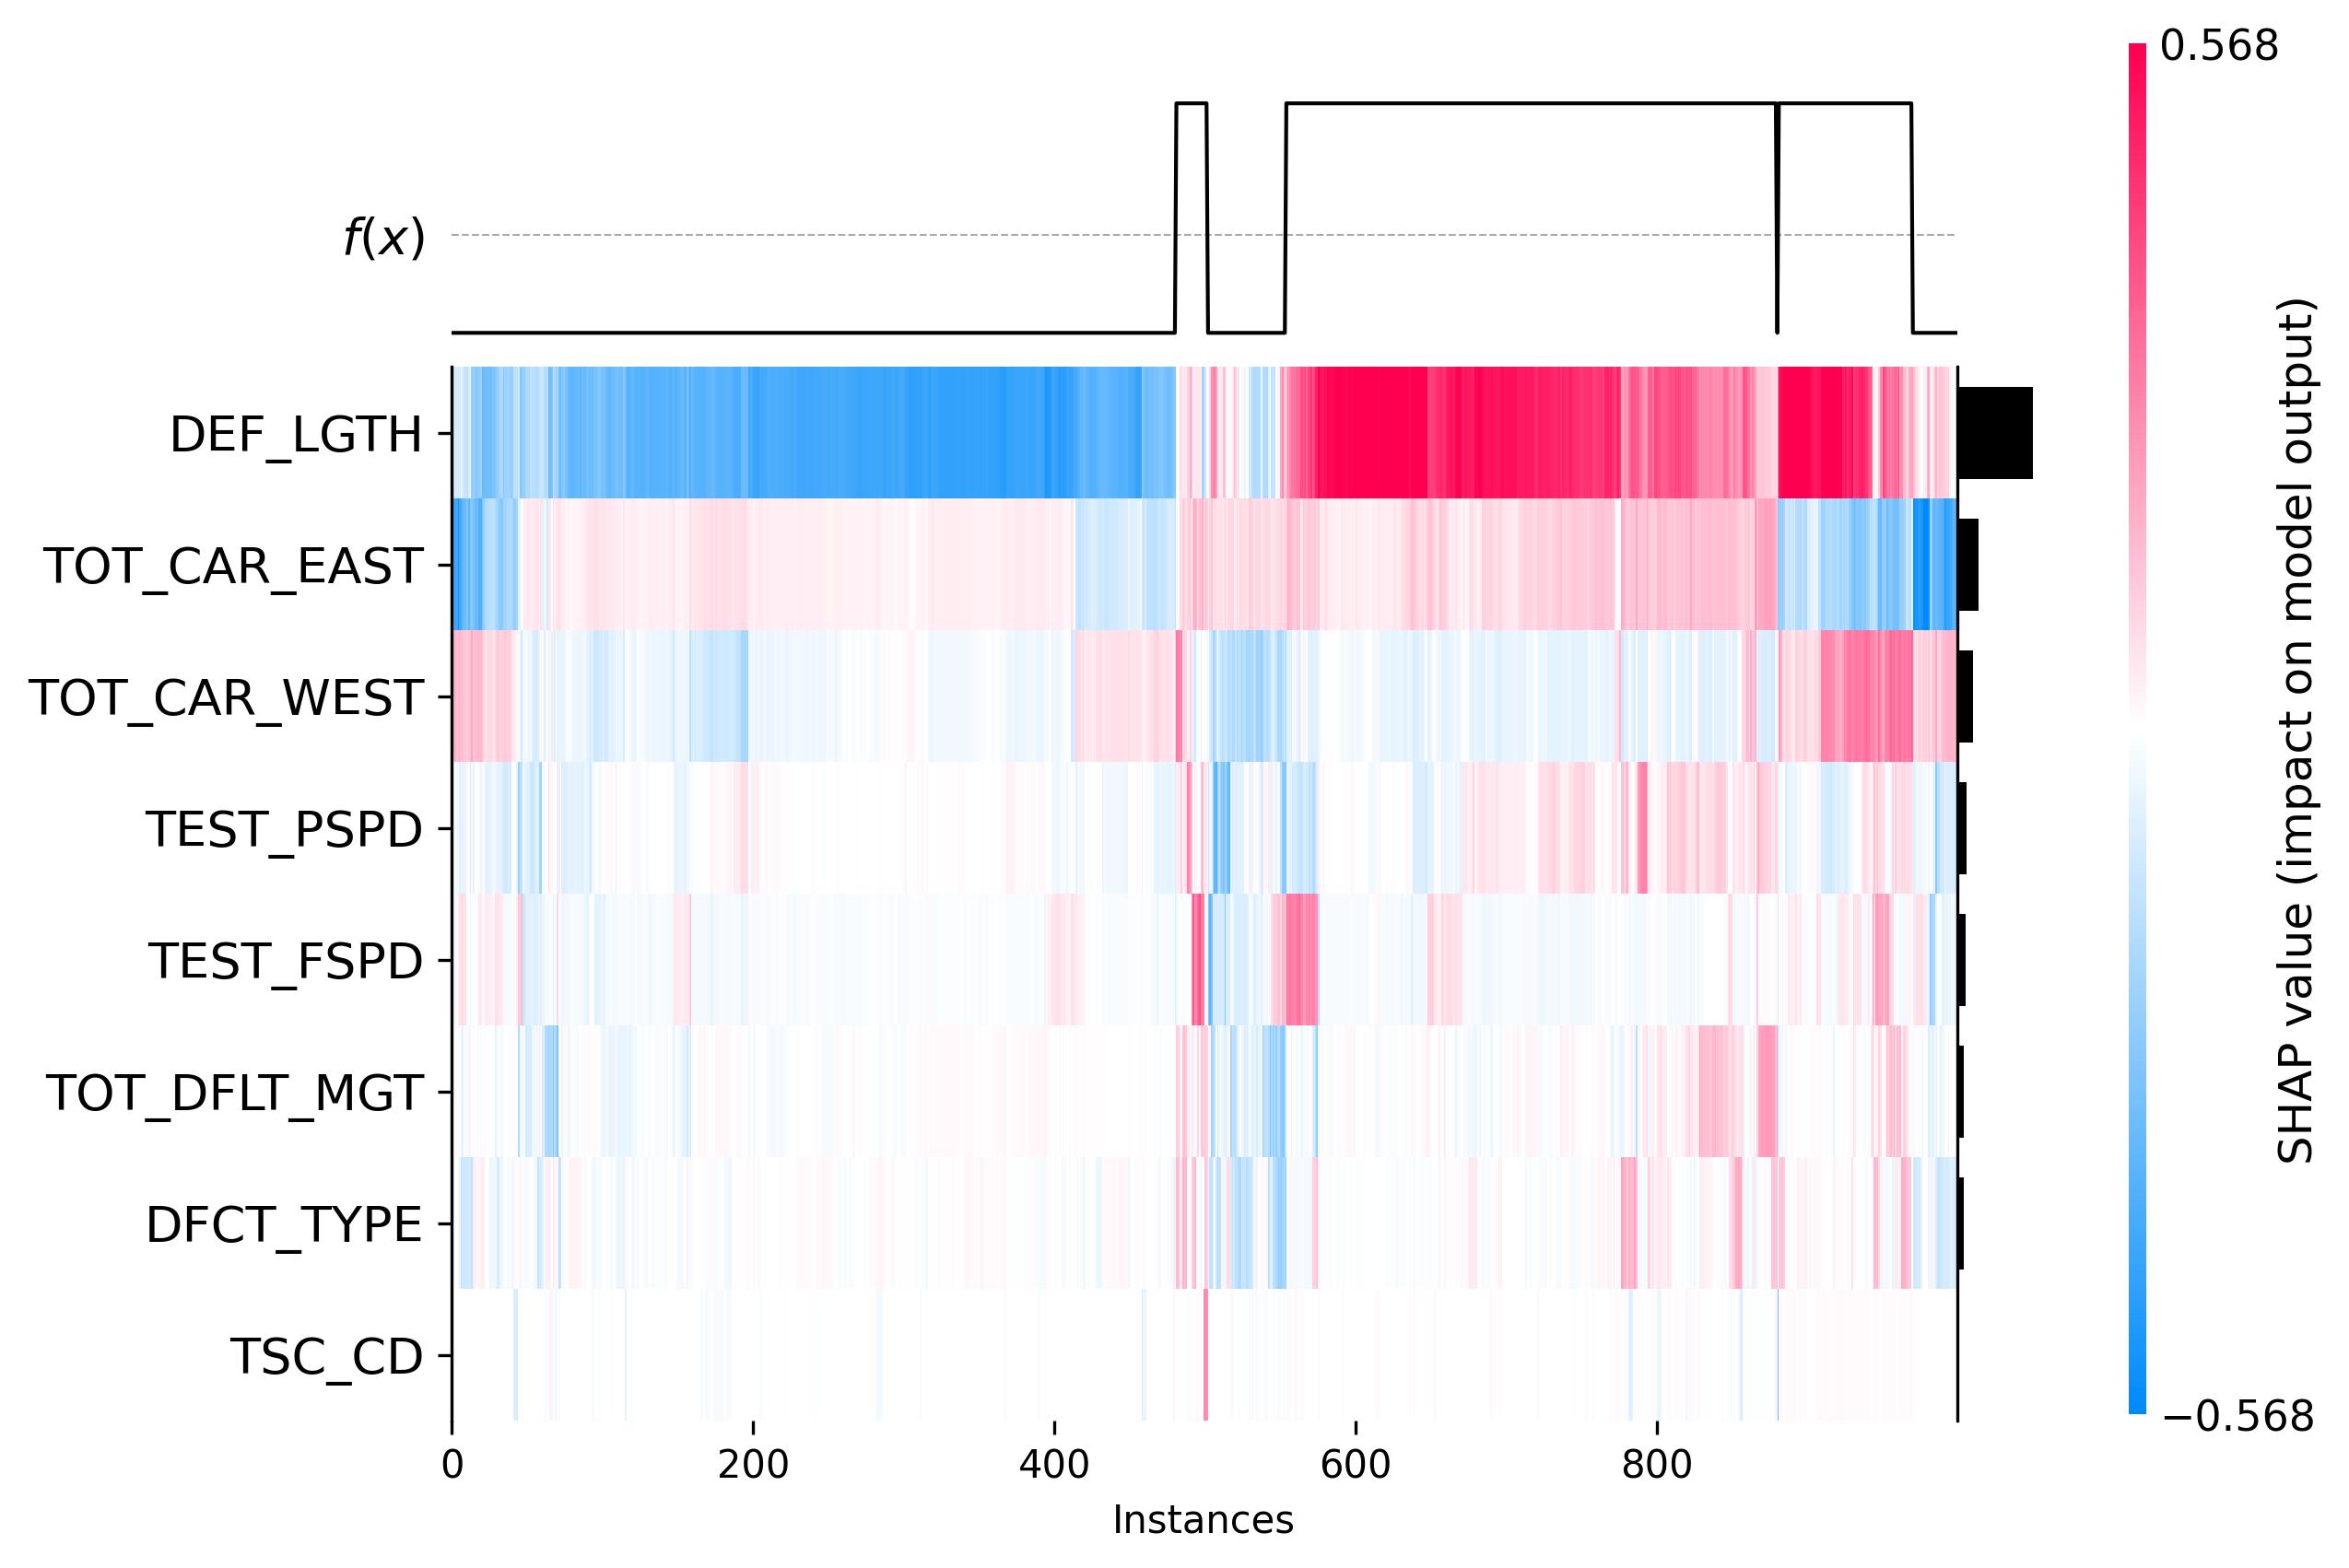 0.568
f(x)
DEF_LGTH
TOT_CAR_EAST
TOT_CAR_WEST
TEST_PSPD
TEST_FSPD
TOT_DFLT_MGT
DFCT_TYPE
TSC_CD
SHAP value (impact on model output)
−0.568
0 200 400 600 800
Instances